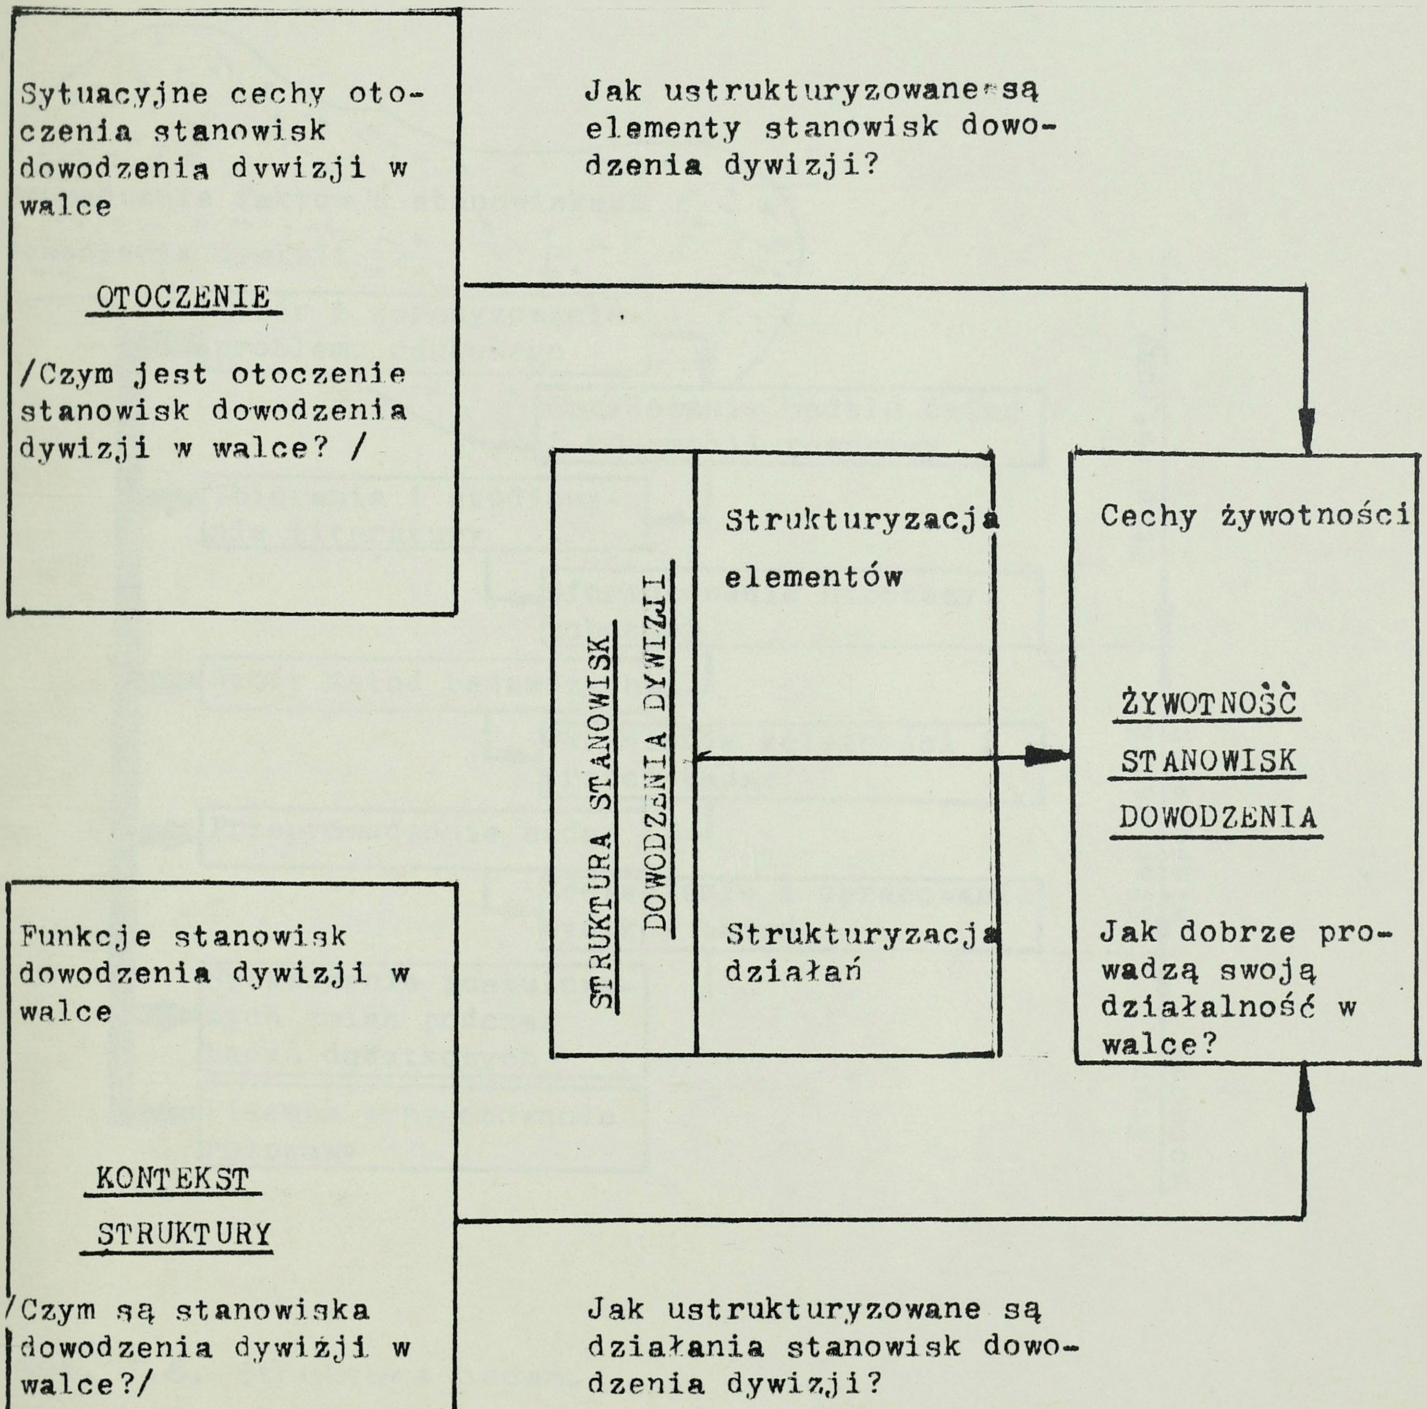 Sytuacyjne cechy oto-
czenia stanowisk
dowodzenia dywizji w
walce
OTOCZENIE
/Czym jest otoczenie
stanowisk dowodzenia
dywizji w walce? /
Jak ustrukturyzowane są
elementy stanowisk dowo-
dzenia dywizji?
STRUKTURA STANOWISK
DOWODZENIA DYWIZJI
Strukturyzacja
elementów
Strukturyzacja
działań
Cechy żywotności
ŻYWOTNOŚĆ
STANOWISK
DOWODZENIA
Jak dobrze pro-
wadzą swoją
działalność w
walce?
Funkcje stanowisk
dowodzenia dywizji w
walce
KONTEKST
STRUKTURY
/Czym są stanowiska
dowodzenia dywiżji w
walce?/
Jak ustrukturyzowane są
działania stanowisk dowo-
dzenia dywizji?